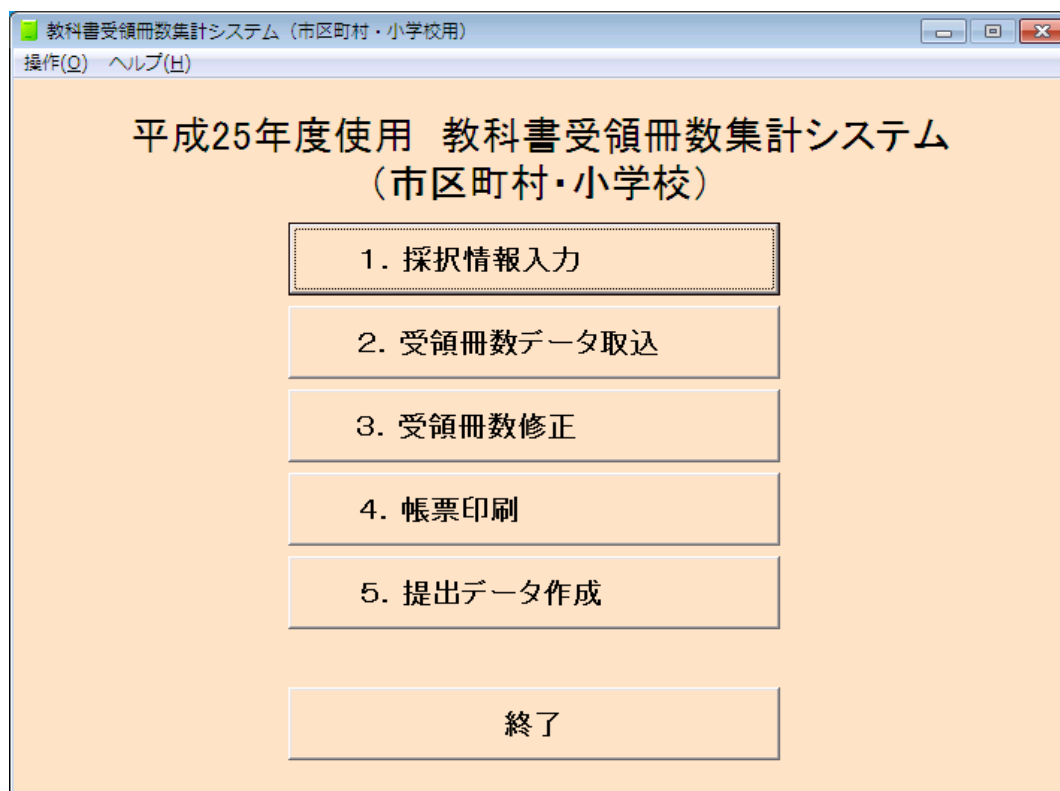 教科書受領冊数集計システム（市区町村・小学校用）
操作(O) ヘルプ(H)
平成25年度使用 教科書受領冊数集計システム
（市区町村・小学校）
1. 採択情報入力
2. 受領冊数データ取込
3. 受領冊数修正
4. 帳票印刷
5. 提出データ作成
終了